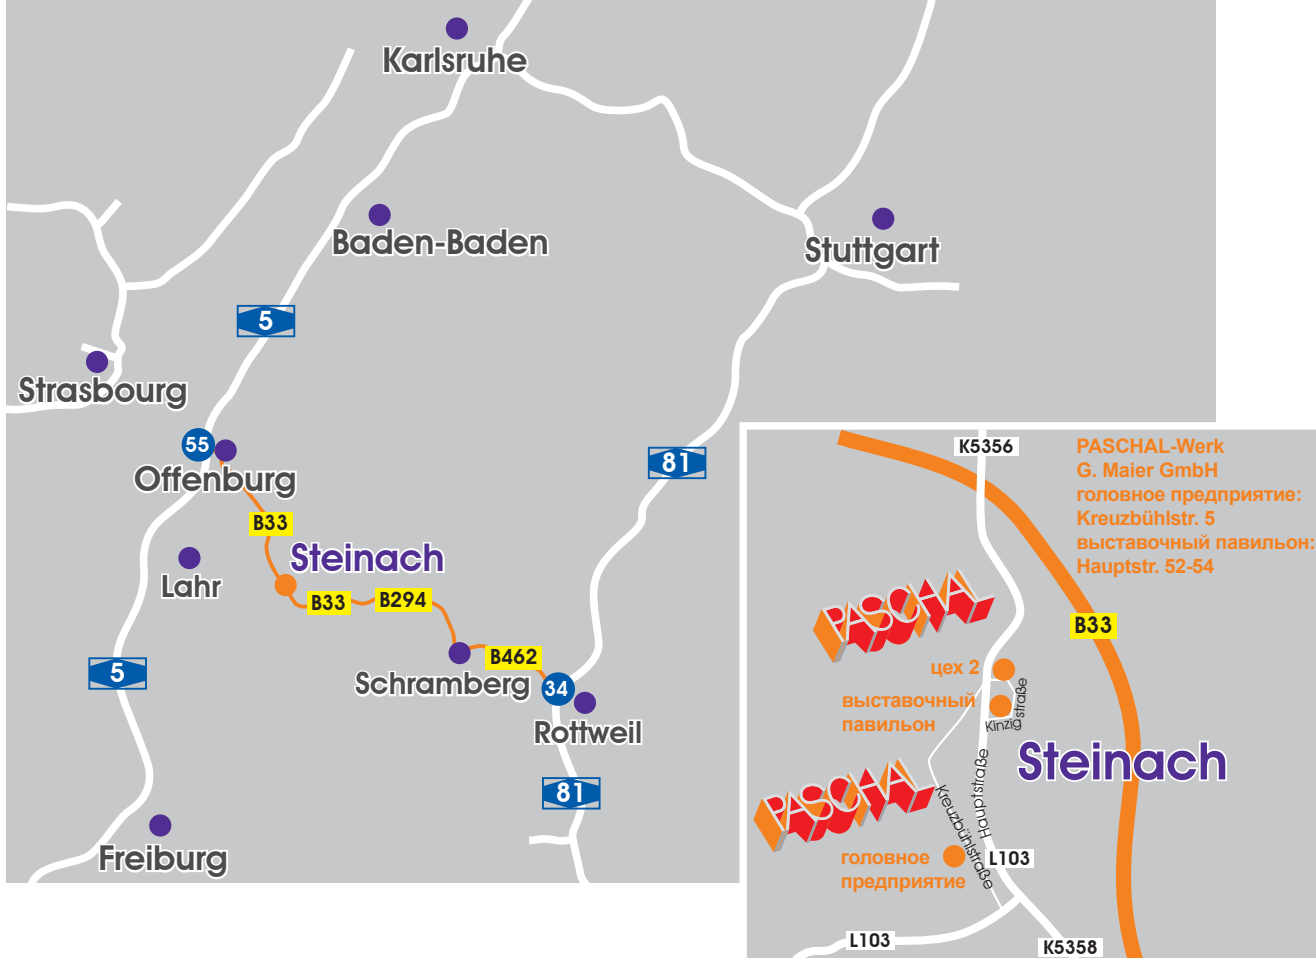 Karlsruhe
Baden-Baden
Stuttgart
5
Strasbourg
55
Offenburg
81
B33
Steinach
Lahr
B33
B294
B462
5
Schramberg
34
Rottweil
81
Freiburg
K5356
PASCHAL-Werk
G. Maier GmbH
головное предприятие:
Kreuzbühlstr. 5
выставочный павильон:
Hauptstr. 52-54
PASCHAL
B33
цех 2
выставочный
павильон
Kinzigstraße
Steinach
Hauptstraße
PASCHAL
Kreuzbühlstraße
головное
предприятие
L103
L103
K5358